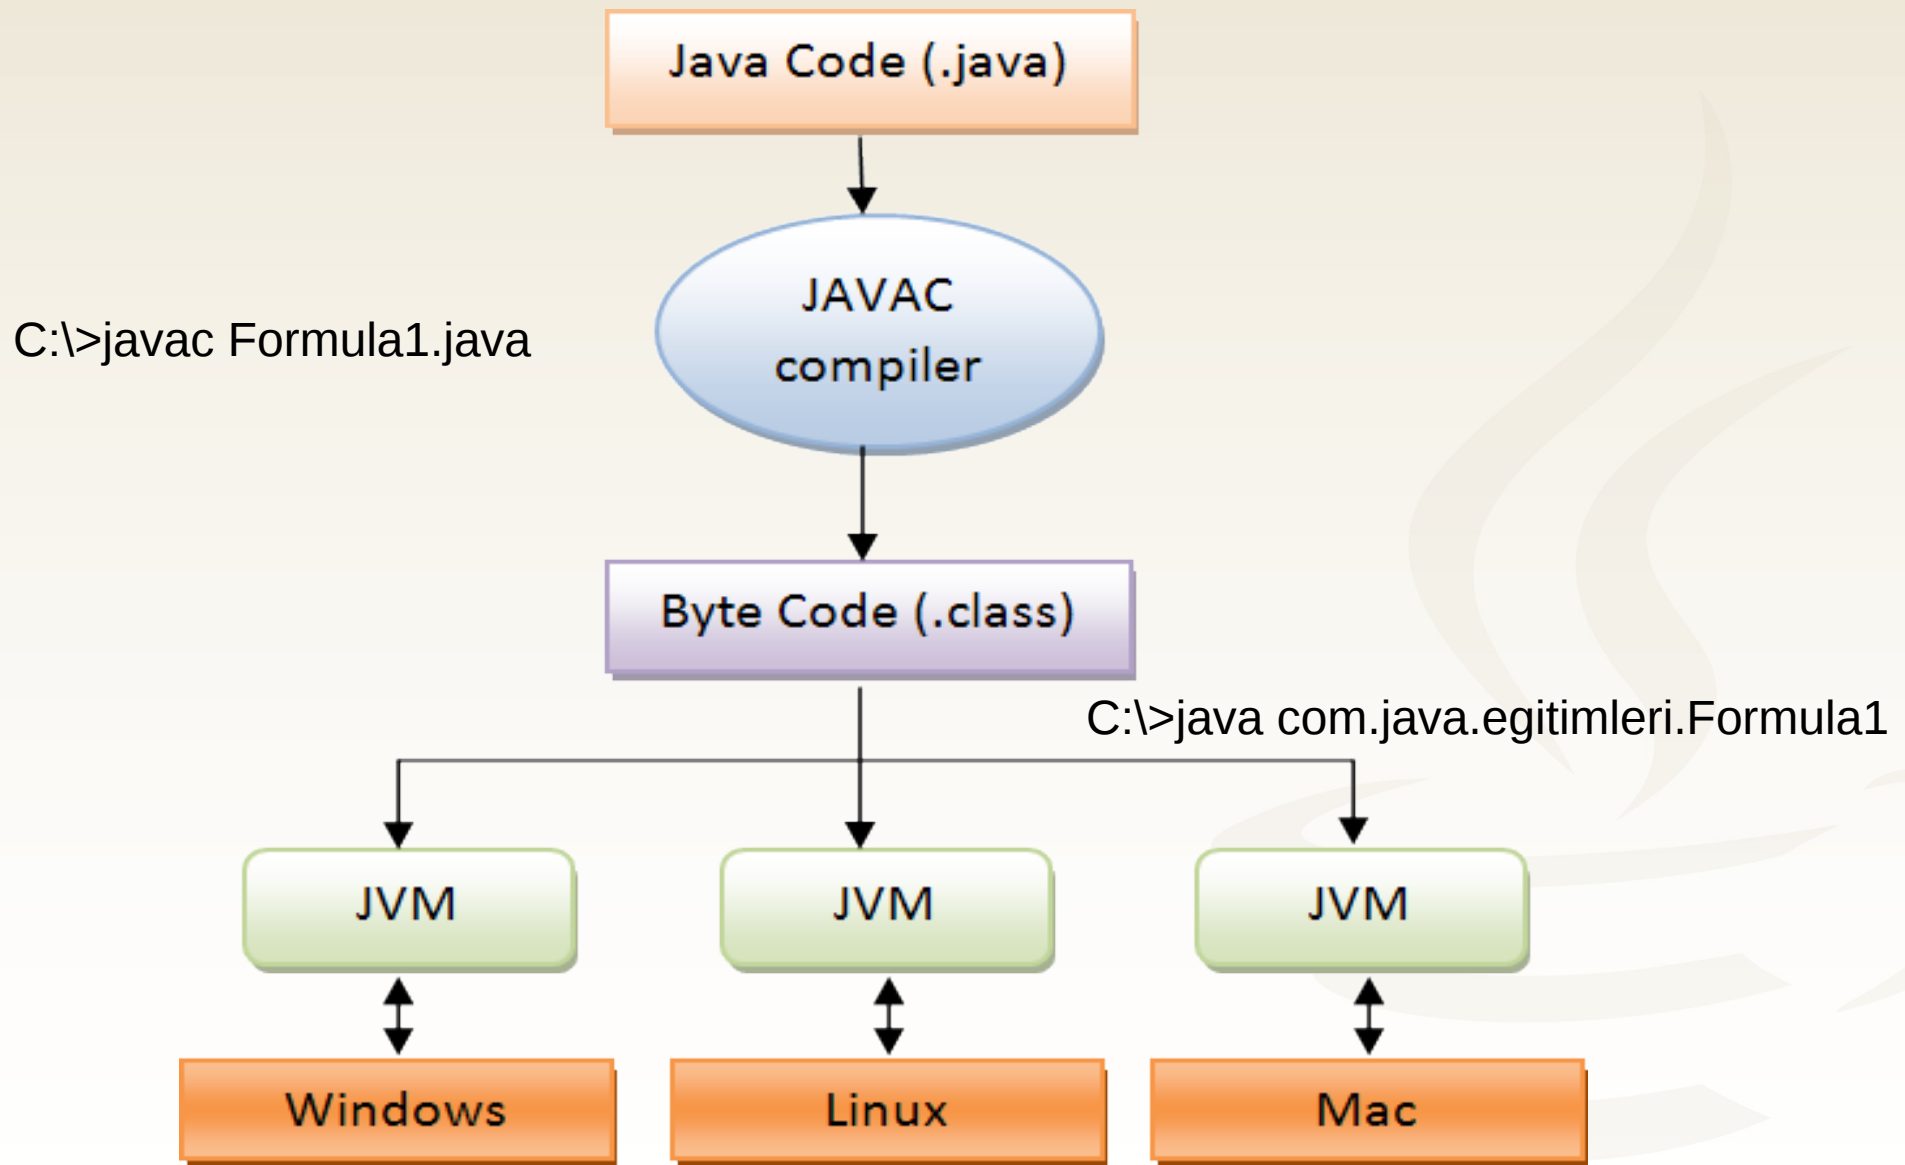 Java Code (.java)
JAVAC
compiler
C:\>javac Formula1.java
Byte Code (.class)
C:\>java com.java.egitimleri.Formula1
JVM
JVM
JVM
Windows
Linux
Mac